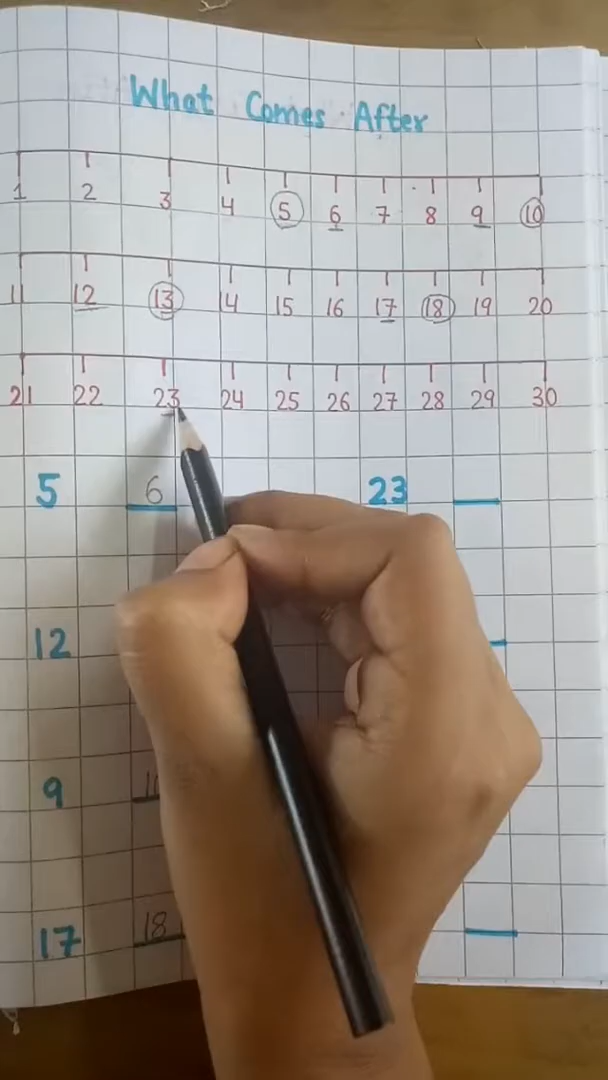 What Comes After
1 2 3 4 5 6 7 8 9 10
11 12 13 14 15 16 17 18 19 20
21 22 23 24 25 26 27 28 29 30
5 6 23
12
9
17 18